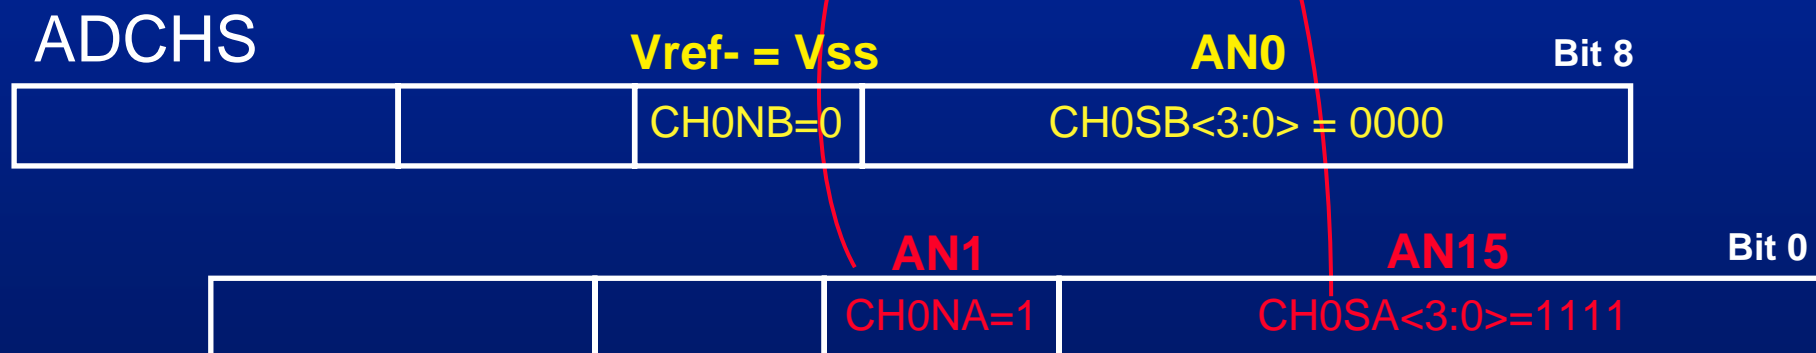 ADCHS
Vref- = Vss AN0 Bit 8
CH0NB=0 CH0SB<3:0> = 0000
AN1 AN15 Bit 0
CH0NA=1 CH0SA<3:0>=1111